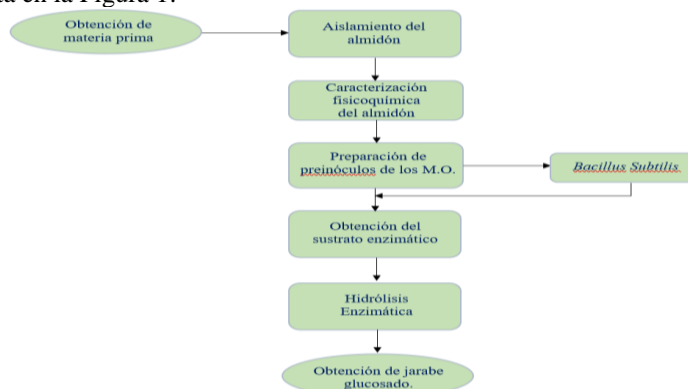 ta en la Figura 1.
Obtención de
materia prima
Aislamiento del
almidón
Caracterización
fisicoquímica
del almidón
Preparación de
preinóculos de los M.O.
Bacillus Subtilis
Obtención del
sustrato enzimático
Hidrólisis
Enzimática
Obtención de jarabe
glucosado.